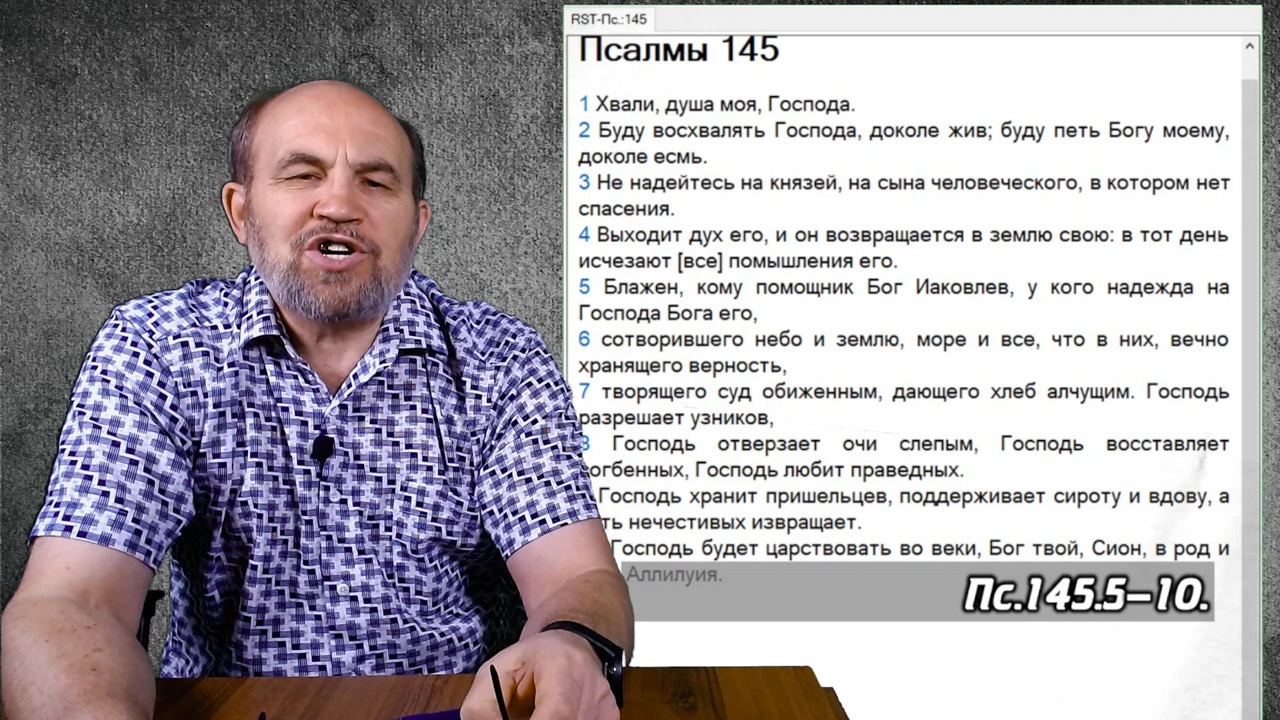 RST-Пс.:145
Псалмы 145
1 Хвали, душа моя, Господа.
2 Буду восхвалять Господа, доколе жив; буду петь Богу моему,
доколе есмь.
3 Не надейтесь на князей, на сына человеческого, в котором нет
спасения.
4 Выходит дух его, и он возвращается в землю свою: в тот день
исчезают [все] помышления его.
5 Блажен, кому помощник Бог Иаковлев, у кого надежда на
Господа Бога его,
6 сотворившего небо и землю, море и все, что в них, вечно
хранящего верность,
7 творящего суд обиженным, дающего хлеб алчущим. Господь
разрешает узников,
8 Господь отверзает очи слепым, Господь восставляет
согбенных, Господь любит праведных.
Господь хранит пришельцев, поддерживает сироту и вдову, а
нечестивых извращает.
Господь будет царствовать во веки, Бог твой, Сион, в род и
Аллилуия.
Пс.145.5–10.